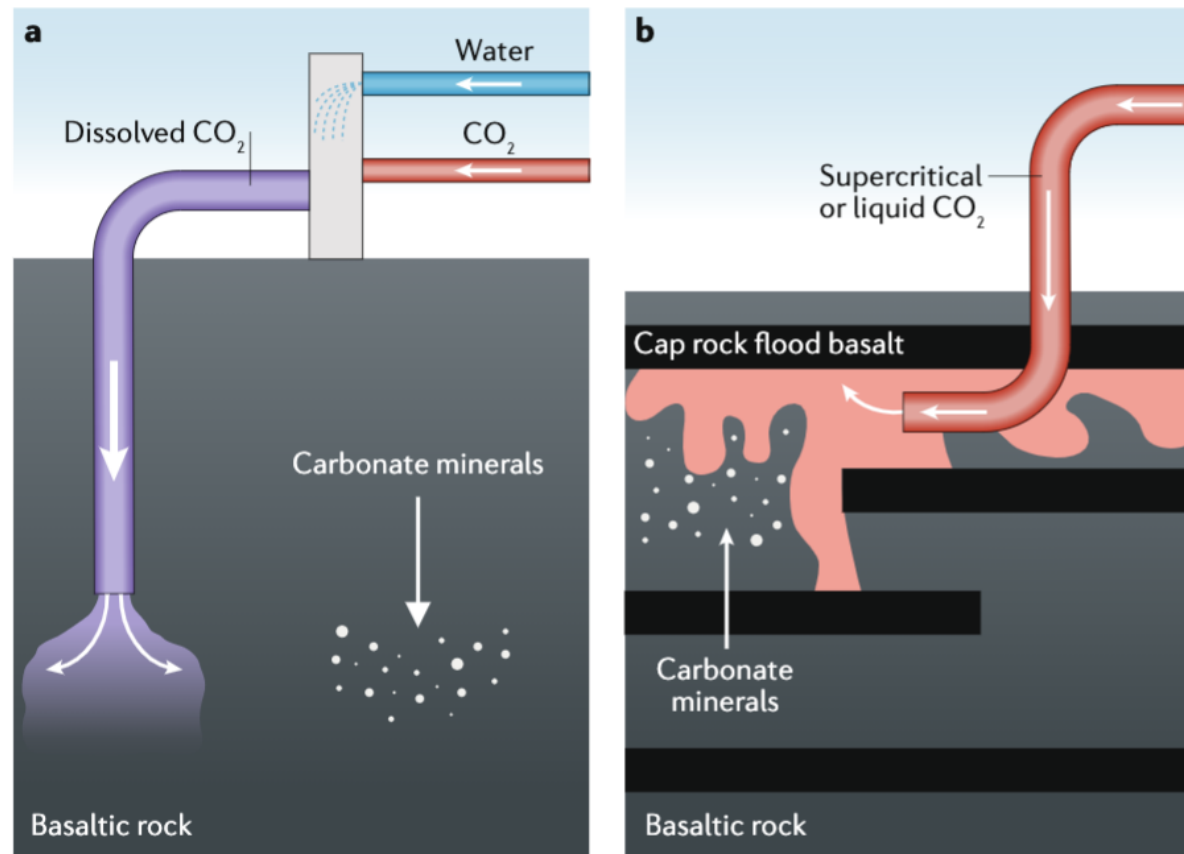 a
Water
Dissolved CO₂
CO₂
Carbonate minerals
Basaltic rock
b
Supercritical
or liquid CO₂
Cap rock flood basalt
Carbonate
minerals
Basaltic rock